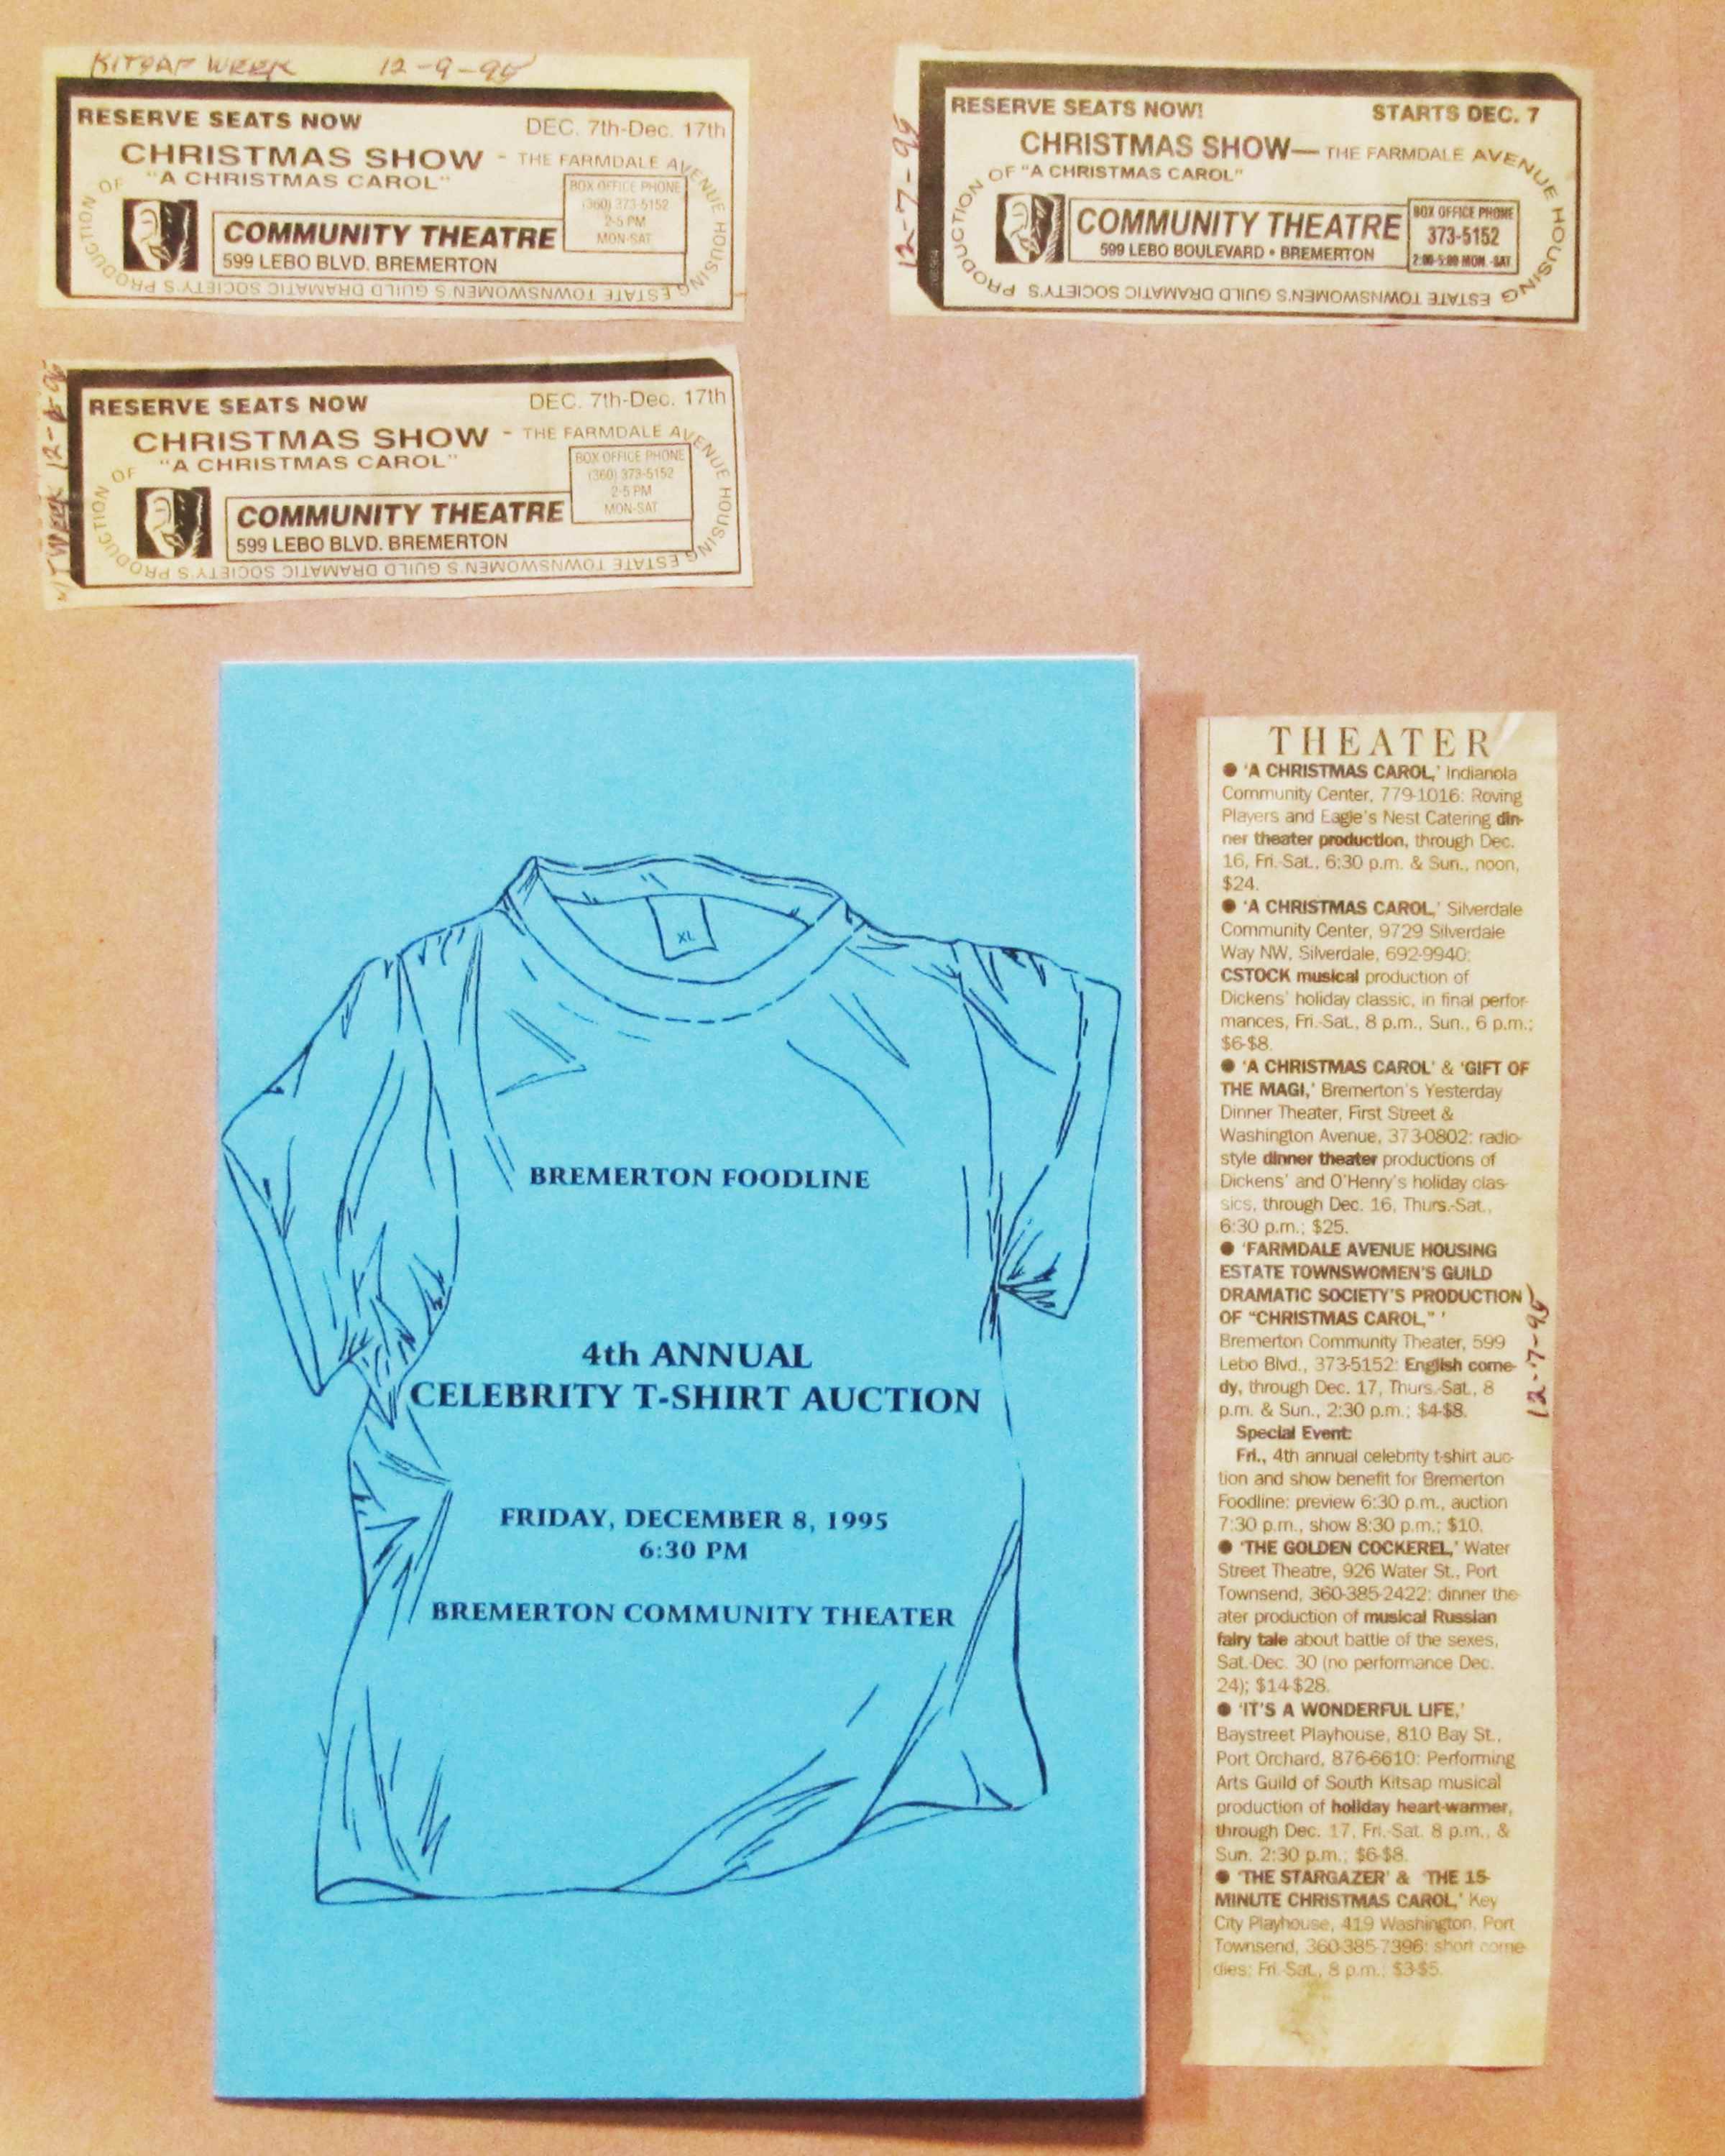 KITSAP WEEK 12-9-95
RESERVE SEATS NOW
DEC. 7th-Dec. 17th
CHRISTMAS SHOW - THE FARMDALE AVENUE HOUSING
ESTATE TOWNSWOMEN'S GUILD DRAMATIC SOCIETY'S PRODUCTION OF
"A CHRISTMAS CAROL"
BOX OFFICE PHONE
(360) 373-5152
2-5 PM
MON-SAT
COMMUNITY THEATRE
599 LEBO BLVD. BREMERTON
12-7-95
RESERVE SEATS NOW!
STARTS DEC. 7
CHRISTMAS SHOW— THE FARMDALE AVENUE HOUSING
ESTATE TOWNSWOMEN'S GUILD DRAMATIC SOCIETY'S PRODUCTION
OF "A CHRISTMAS CAROL"
COMMUNITY THEATRE
599 LEBO BOULEVARD • BREMERTON
BOX OFFICE PHONE
373-5152
2:00-5:00 MON.-SAT
RESERVE SEATS NOW
DEC. 7th-Dec. 17th
CHRISTMAS SHOW - THE FARMDALE AVENUE HOUSING
ESTATE TOWNSWOMEN'S GUILD DRAMATIC SOCIETY'S PRODUCTION OF
"A CHRISTMAS CAROL"
BOX OFFICE PHONE
(360) 373-5152
2-5 PM
MON-SAT
COMMUNITY THEATRE
599 LEBO BLVD. BREMERTON
XL
BREMERTON FOODLINE
4th ANNUAL
CELEBRITY T-SHIRT AUCTION
FRIDAY, DECEMBER 8, 1995
6:30 PM
BREMERTON COMMUNITY THEATER
THEATER
● 'A CHRISTMAS CAROL,' Indianola
Community Center, 779-1016: Roving
Players and Eagle's Nest Catering din-
ner theater production, through Dec.
16, Fri.-Sat., 6:30 p.m. & Sun., noon,
$24.
● 'A CHRISTMAS CAROL,' Silverdale
Community Center, 9729 Silverdale
Way NW, Silverdale, 692-9940:
CSTOCK musical production of
Dickens' holiday classic, in final perfor-
mances, Fri.-Sat., 8 p.m., Sun., 6 p.m.;
$6-$8.
● 'A CHRISTMAS CAROL' & 'GIFT OF
THE MAGI,' Bremerton's Yesterday
Dinner Theater, First Street &
Washington Avenue, 373-0802: radio-
style dinner theater productions of
Dickens' and O'Henry's holiday clas-
sics, through Dec. 16, Thurs.-Sat.,
6:30 p.m.; $25.
● 'FARMDALE AVENUE HOUSING
ESTATE TOWNSWOMEN'S GUILD
DRAMATIC SOCIETY'S PRODUCTION
OF "CHRISTMAS CAROL," '
Bremerton Community Theater, 599
Lebo Blvd., 373-5152: English come-
dy, through Dec. 17, Thurs.-Sat., 8
p.m. & Sun., 2:30 p.m.; $4-$8.
Special Event:
Fri., 4th annual celebrity t-shirt auc-
tion and show benefit for Bremerton
Foodline: preview 6:30 p.m., auction
7:30 p.m., show 8:30 p.m.; $10.
● 'THE GOLDEN COCKEREL,' Water
Street Theatre, 926 Water St., Port
Townsend, 360-385-2422: dinner the-
ater production of musical Russian
fairy tale about battle of the sexes,
Sat.-Dec. 30 (no performance Dec.
24); $14-$28.
● 'IT'S A WONDERFUL LIFE,'
Baystreet Playhouse, 810 Bay St.,
Port Orchard, 876-6610: Performing
Arts Guild of South Kitsap musical
production of holiday heart-warmer,
through Dec. 17, Fri.-Sat. 8 p.m., &
Sun. 2:30 p.m.; $6-$8.
● 'THE STARGAZER' & 'THE 15-
MINUTE CHRISTMAS CAROL,' Key
City Playhouse, 419 Washington, Port
Townsend, 360-385-7396: short come-
dies; Fri.-Sat., 8 p.m.; $3-$5.
12-7-95